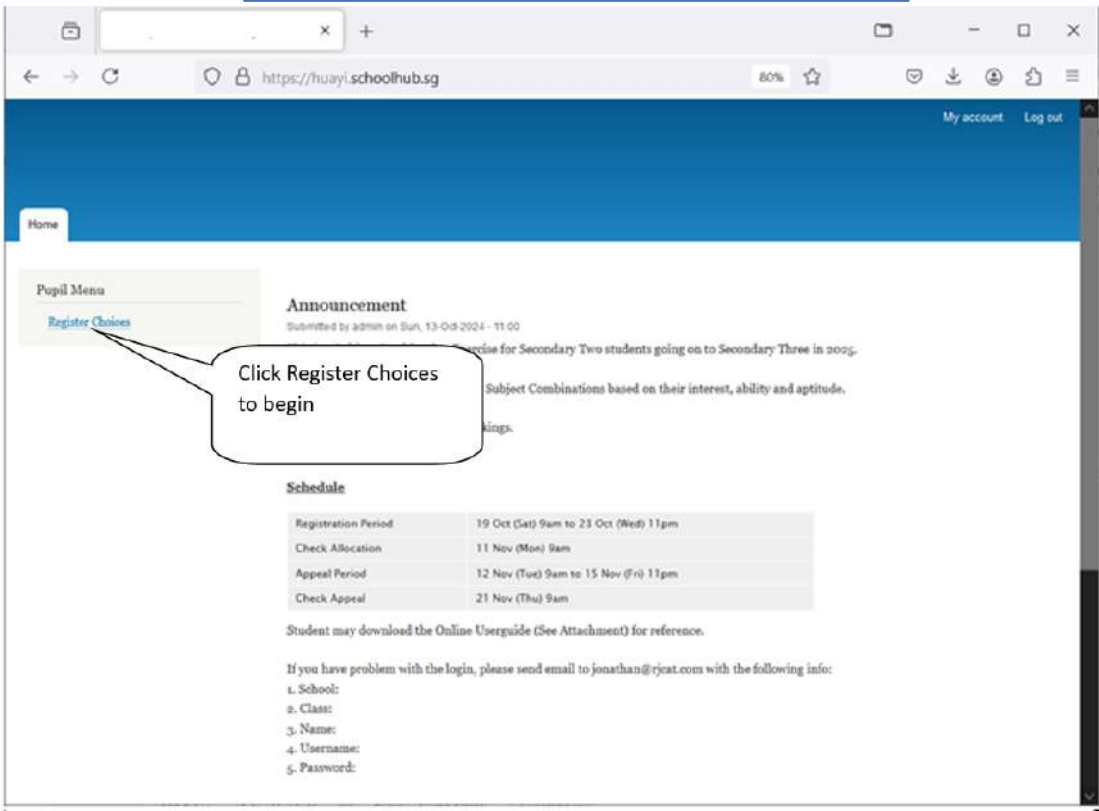 https://huayi.schoolhub.sg
80%
My account Log out
Home
Pupil Menu
Register Choices
Announcement
Submitted by admin on Sun, 13-Oct-2024 - 11:00
Exercise for Secondary Two students going on to Secondary Three in 2025.
Click Register Choices
to begin
Subject Combinations based on their interest, ability and aptitude.
Schedule
Registration Period 19 Oct (Sat) 9am to 23 Oct (Wed) 11pm
Check Allocation 11 Nov (Mon) 9am
Appeal Period 12 Nov (Tue) 9am to 15 Nov (Fri) 11pm
Check Appeal 21 Nov (Thu) 9am
Student may download the Online Userguide (See Attachment) for reference.
If you have problem with the login, please send email to jonathan@rjcat.com with the following info:
1. School:
2. Class:
3. Name:
4. Username:
5. Password: